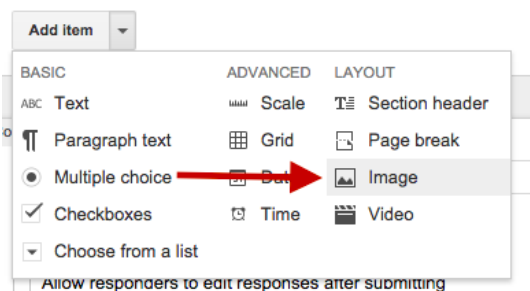 Add item
BASIC
ADVANCED
LAYOUT
ABC Text
Scale
Section header
Paragraph text
Grid
Page break
Multiple choice
Image
Checkboxes
Time
Video
Choose from a list
Allow responders to edit responses after submitting